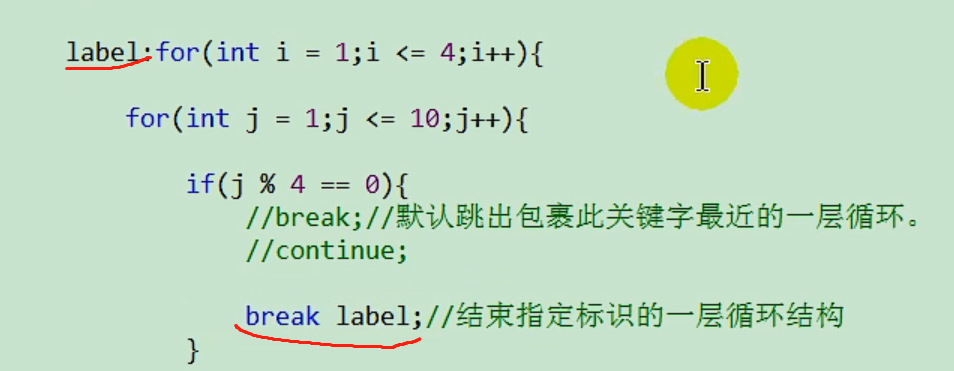 label:for(int i = 1;i <= 4;i++){
for(int j = 1;j <= 10;j++){
if(j % 4 == 0){
//break;//默认跳出包裹此关键字最近的一层循环。
//continue;
break label;//结束指定标识的一层循环结构
}